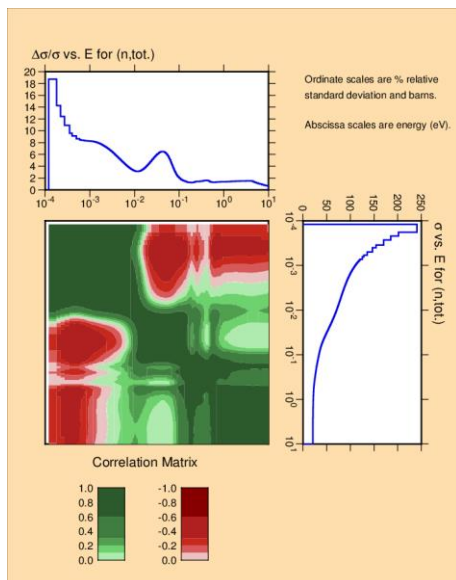 Δσ/σ vs. E for (n,tot.)
20
18
16
14
12
10
8
6
4
2
0
10⁻⁴ 10⁻³ 10⁻² 10⁻¹ 10⁰ 10¹
Ordinate scales are % relative
standard deviation and barns.
Abscissa scales are energy (eV).
0 50 100 150 200 250
10⁻⁴
10⁻³
10⁻²
10⁻¹
10⁰
10¹
σ vs. E for (n,tot.)
Correlation Matrix
1.0 -1.0
0.8 -0.8
0.6 -0.6
0.4 -0.4
0.2 -0.2
0.0 0.0